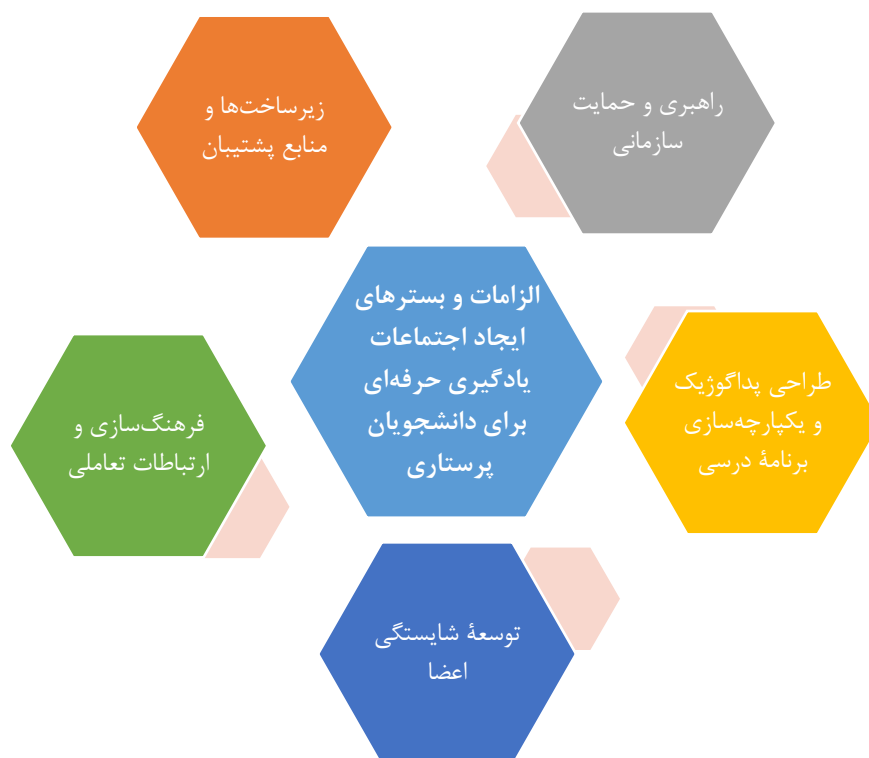 راهبری و حمایت
سازمانی
زیرساخت‌ها و
منابع پشتیبان
الزامات و بسترهای
ایجاد اجتماعات
یادگیری حرفه‌ای
برای دانشجویان
پرستاری
طراحی پداگوژیک
و یکپارچه‌سازی
برنامهٔ درسی
فرهنگ‌سازی و
ارتباطات تعاملی
توسعهٔ شایستگی
اعضا